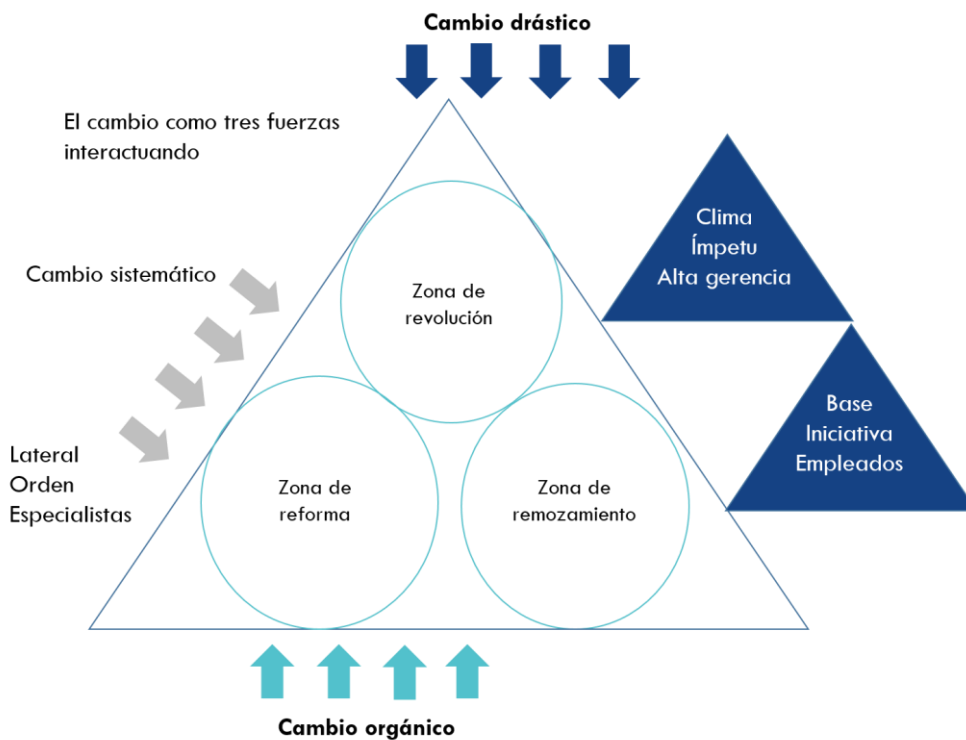 Cambio drástico
El cambio como tres fuerzas
interactuando
Clima
Ímpetu
Alta gerencia
Cambio sistemático
Zona de
revolución
Base
Iniciativa
Empleados
Lateral
Orden
Especialistas
Zona de
reforma
Zona de
remozamiento
Cambio orgánico